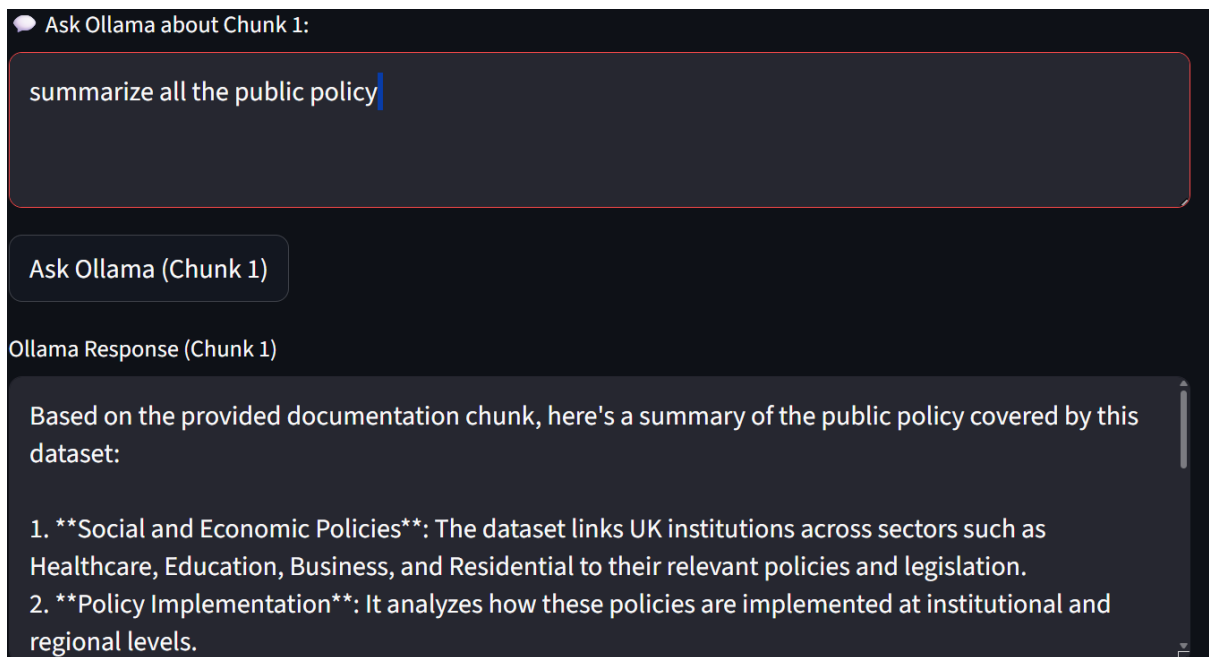 💬 Ask Ollama about Chunk 1:
summarize all the public policy
Ask Ollama (Chunk 1)
Ollama Response (Chunk 1)
Based on the provided documentation chunk, here's a summary of the public policy covered by this
dataset:
1. **Social and Economic Policies**: The dataset links UK institutions across sectors such as
Healthcare, Education, Business, and Residential to their relevant policies and legislation.
2. **Policy Implementation**: It analyzes how these policies are implemented at institutional and
regional levels.